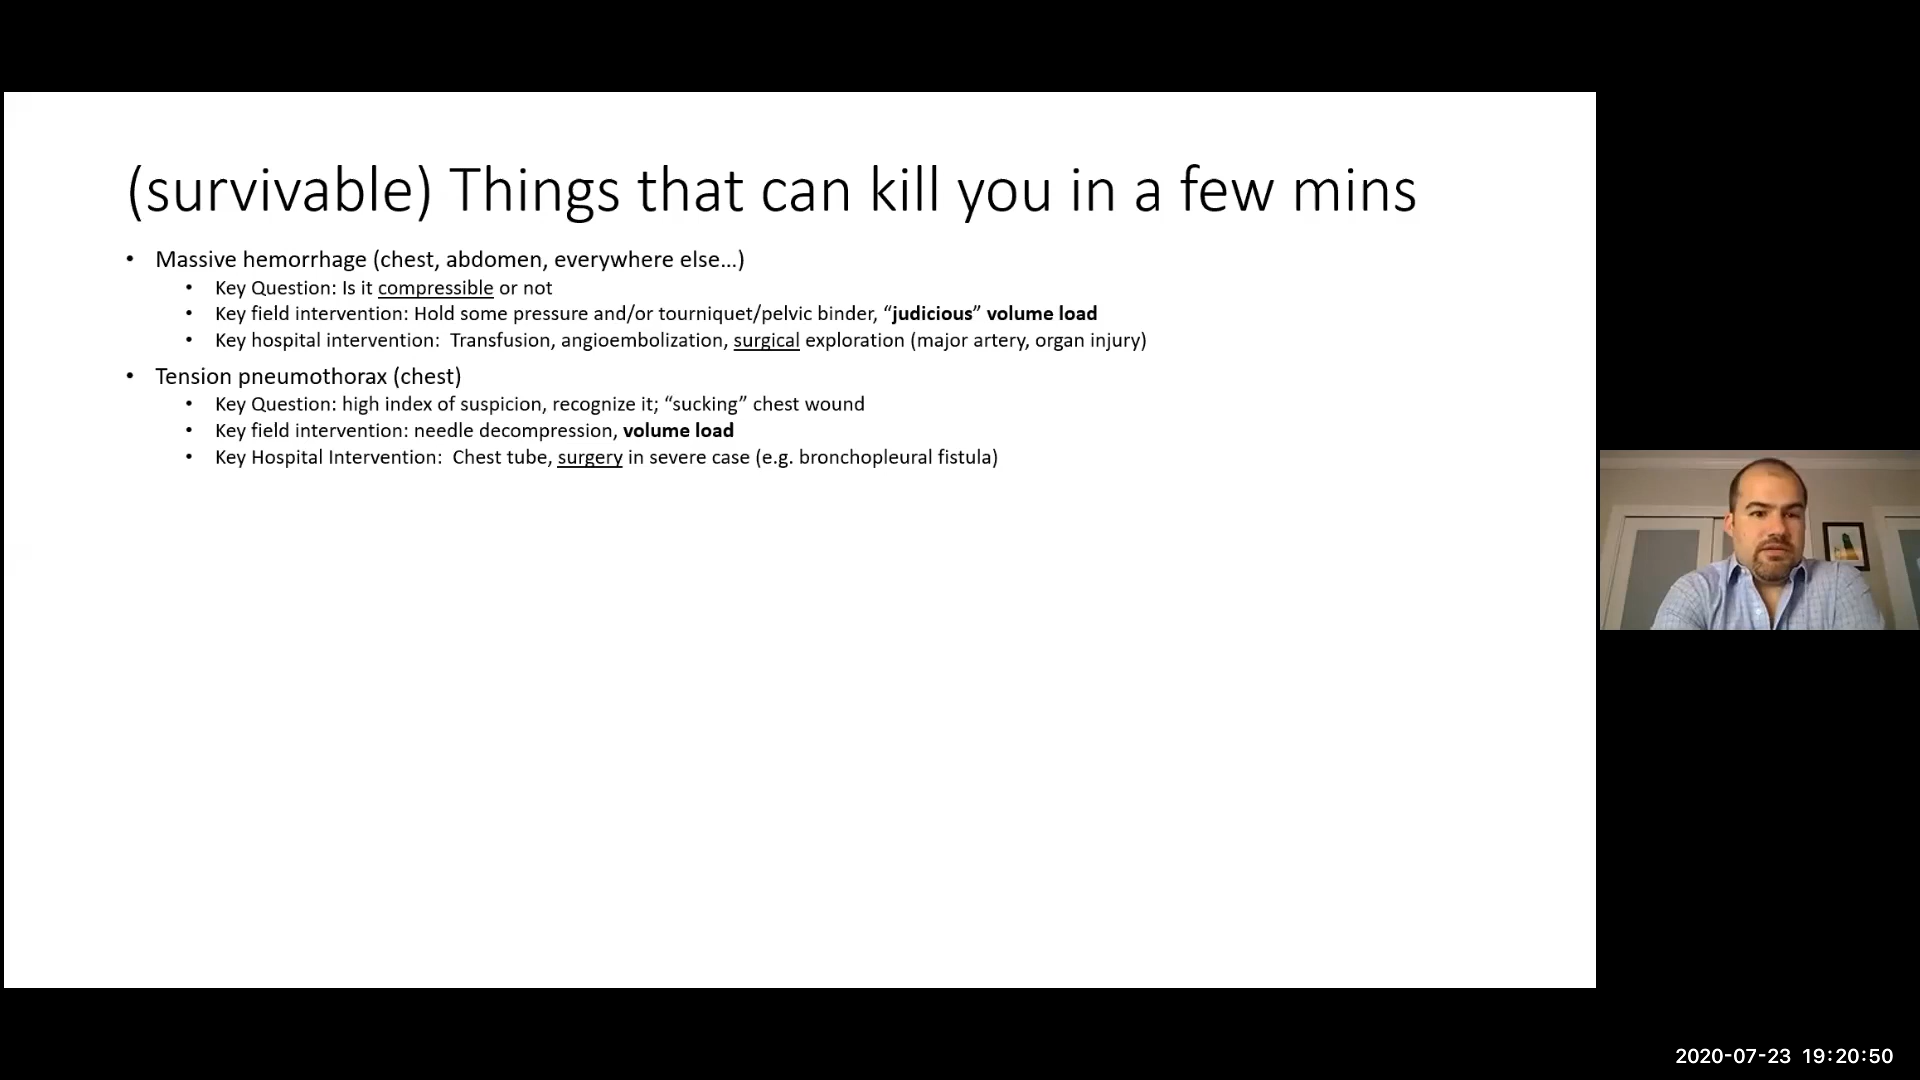 (survivable) Things that can kill you in a few mins
• Massive hemorrhage (chest, abdomen, everywhere else...)
• Key Question: Is it compressible or not
• Key field intervention: Hold some pressure and/or tourniquet/pelvic binder, “judicious” volume load
• Key hospital intervention:  Transfusion, angioembolization, surgical exploration (major artery, organ injury)
• Tension pneumothorax (chest)
• Key Question: high index of suspicion, recognize it; “sucking” chest wound
• Key field intervention: needle decompression, volume load
• Key Hospital Intervention:  Chest tube, surgery in severe case (e.g. bronchopleural fistula)
2020-07-23 19:20:50